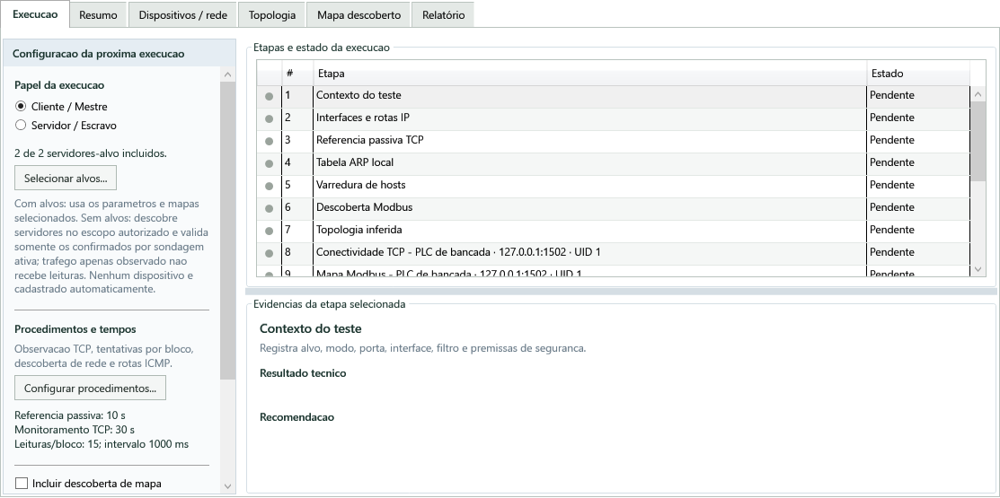 Execucao Resumo Dispositivos / rede Topologia Mapa descoberto Relatório
Configuracao da proxima execucao
Papel da execucao
Cliente / Mestre
Servidor / Escravo
2 de 2 servidores-alvo incluidos.
Selecionar alvos...
Com alvos: usa os parametros e mapas
selecionados. Sem alvos: descobre
servidores no escopo autorizado e valida
somente os confirmados por sondagem
ativa; trafego apenas observado nao
recebe leituras. Nenhum dispositivo e
cadastrado automaticamente.
Procedimentos e tempos
Observacao TCP, tentativas por bloco,
descoberta de rede e rotas ICMP.
Configurar procedimentos...
Referencia passiva: 10 s
Monitoramento TCP: 30 s
Leituras/bloco: 15; intervalo 1000 ms
Incluir descoberta de mapa
Etapas e estado da execucao
# Etapa Estado
1 Contexto do teste Pendente
2 Interfaces e rotas IP Pendente
3 Referencia passiva TCP Pendente
4 Tabela ARP local Pendente
5 Varredura de hosts Pendente
6 Descoberta Modbus Pendente
7 Topologia inferida Pendente
8 Conectividade TCP - PLC de bancada · 127.0.0.1:1502 · UID 1 Pendente
9 Mapa Modbus - PLC de bancada · 127.0.0.1:1502 · UID 1 Pendente
Evidencias da etapa selecionada
Contexto do teste
Registra alvo, modo, porta, interface, filtro e premissas de seguranca.
Resultado tecnico
Recomendacao